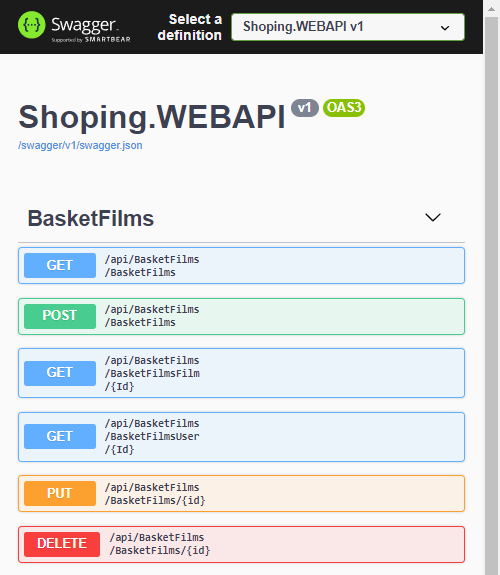 Swagger
Supported by SMARTBEAR
Select a
definition
Shoping.WEBAPI v1
Shoping.WEBAPI v1 OAS3
/swagger/v1/swagger.json
BasketFilms
GET /api/BasketFilms
/BasketFilms
POST /api/BasketFilms
/BasketFilms
GET /api/BasketFilms
/BasketFilmsFilm
/{Id}
GET /api/BasketFilms
/BasketFilmsUser
/{Id}
PUT /api/BasketFilms
/BasketFilms/{id}
DELETE /api/BasketFilms
/BasketFilms/{id}